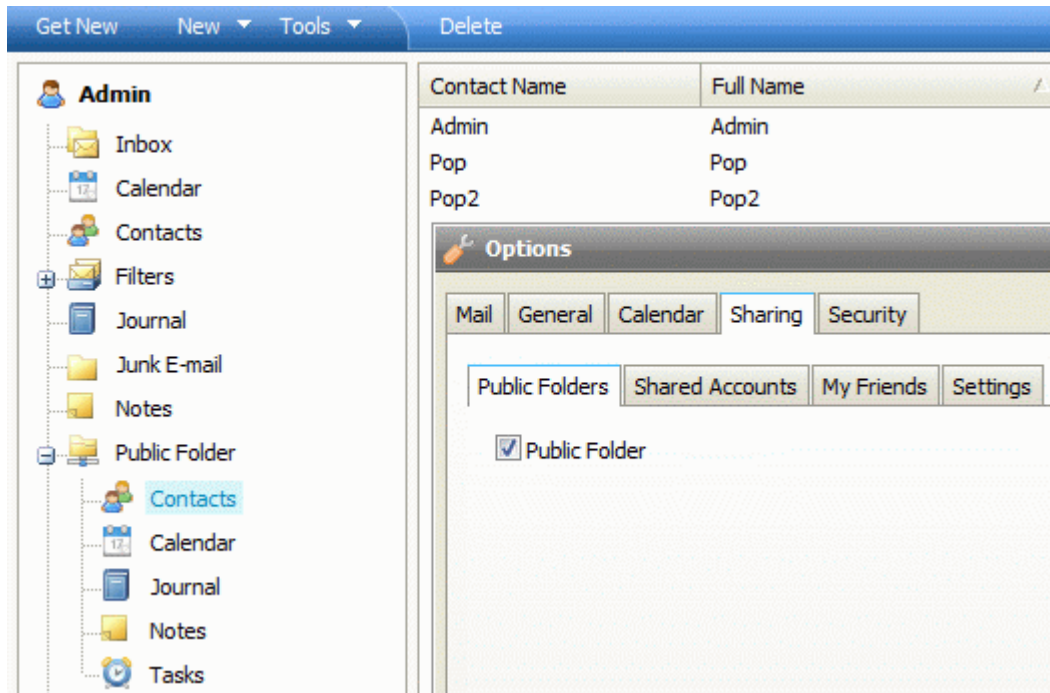 Get New New Tools Delete
Admin
Inbox
Calendar
Contacts
Filters
Journal
Junk E-mail
Notes
Public Folder
Contacts
Calendar
Journal
Notes
Tasks
Contact Name Full Name
Admin Admin
Pop Pop
Pop2 Pop2
Options
Mail General Calendar Sharing Security
Public Folders Shared Accounts My Friends Settings
Public Folder